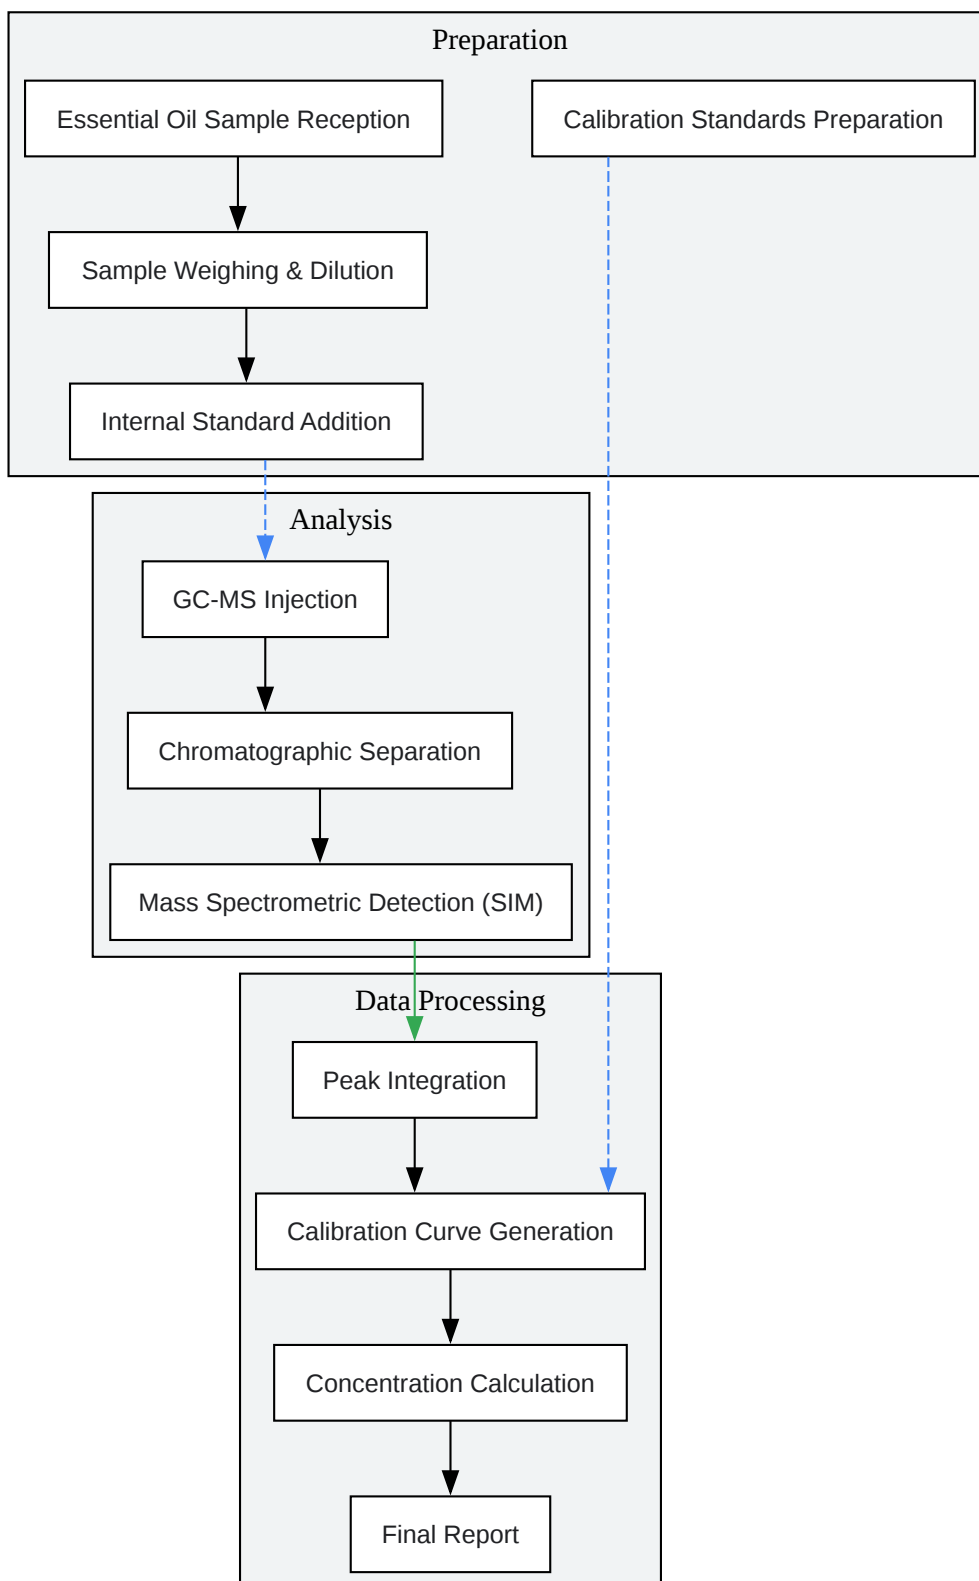 Preparation
Essential Oil Sample Reception
Calibration Standards Preparation
Sample Weighing & Dilution
Internal Standard Addition
Analysis
GC-MS Injection
Chromatographic Separation
Mass Spectrometric Detection (SIM)
Data Processing
Peak Integration
Calibration Curve Generation
Concentration Calculation
Final Report